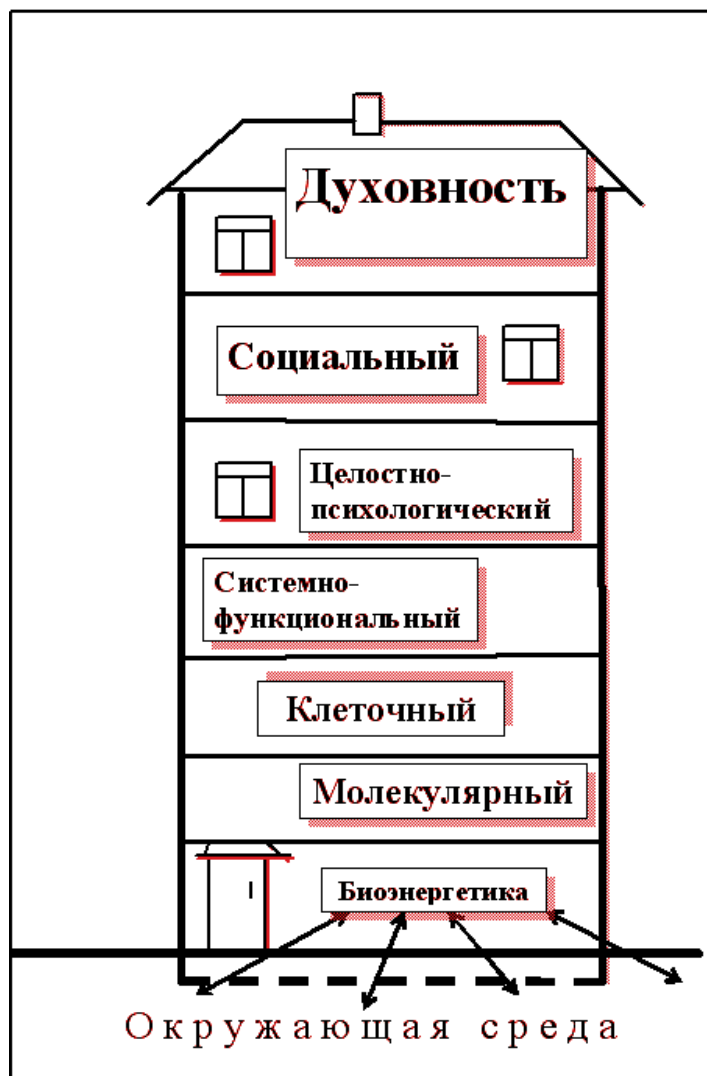 Духовность
Социальный
Целостно-
психологический
Системно-
функциональный
Клеточный
Молекулярный
Биоэнергетика
Окружающая среда